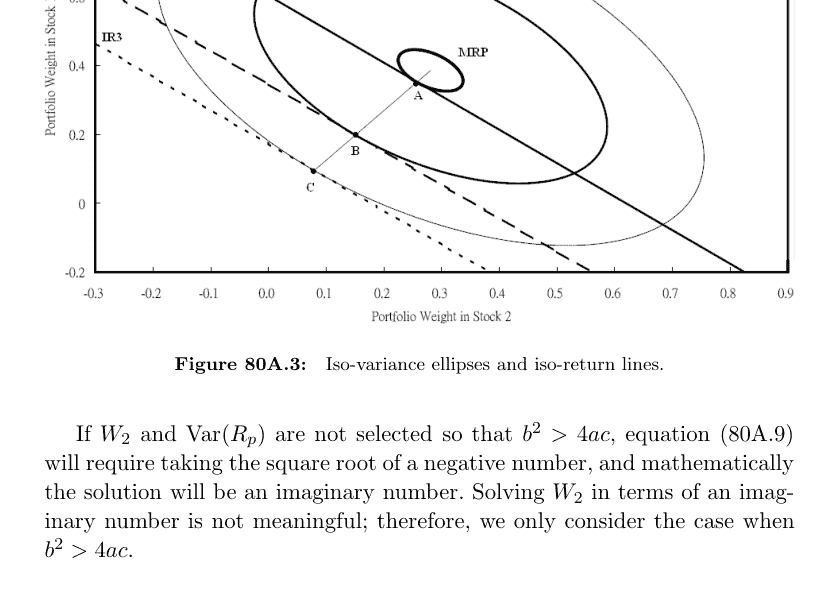 Portfolio Weight in Stock
IR3
MRP
0.4
A
0.2
B
C
0
-0.2
-0.3 -0.2 -0.1 0.0 0.1 0.2 0.3 0.4 0.5 0.6 0.7 0.8 0.9
Portfolio Weight in Stock 2
Figure 80A.3: Iso-variance ellipses and iso-return lines.
If W₂ and Var(Rₚ) are not selected so that b² > 4ac, equation (80A.9)
will require taking the square root of a negative number, and mathematically
the solution will be an imaginary number. Solving W₂ in terms of an imag-
inary number is not meaningful; therefore, we only consider the case when
b² > 4ac.